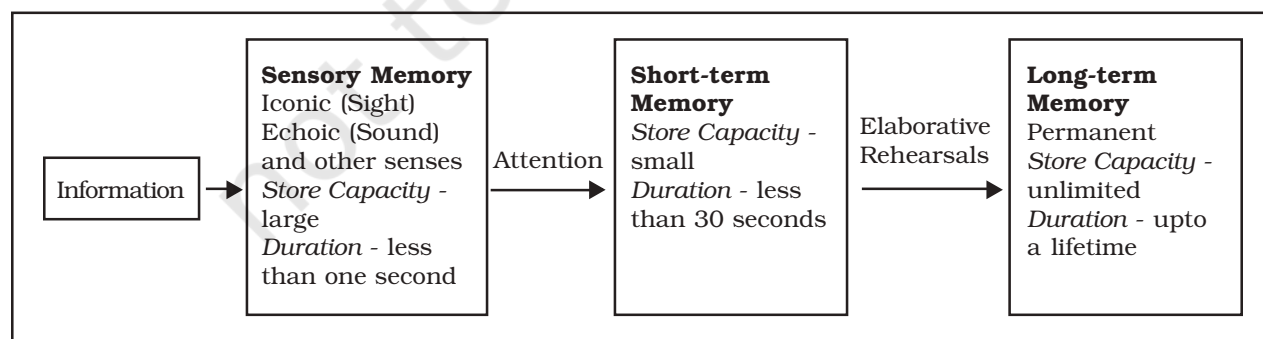 Information
Sensory Memory
Iconic (Sight)
Echoic (Sound)
and other senses
Store Capacity -
large
Duration - less
than one second
Attention
Short-term
Memory
Store Capacity -
small
Duration - less
than 30 seconds
Elaborative
Rehearsals
Long-term
Memory
Permanent
Store Capacity -
unlimited
Duration - upto
a lifetime
not to